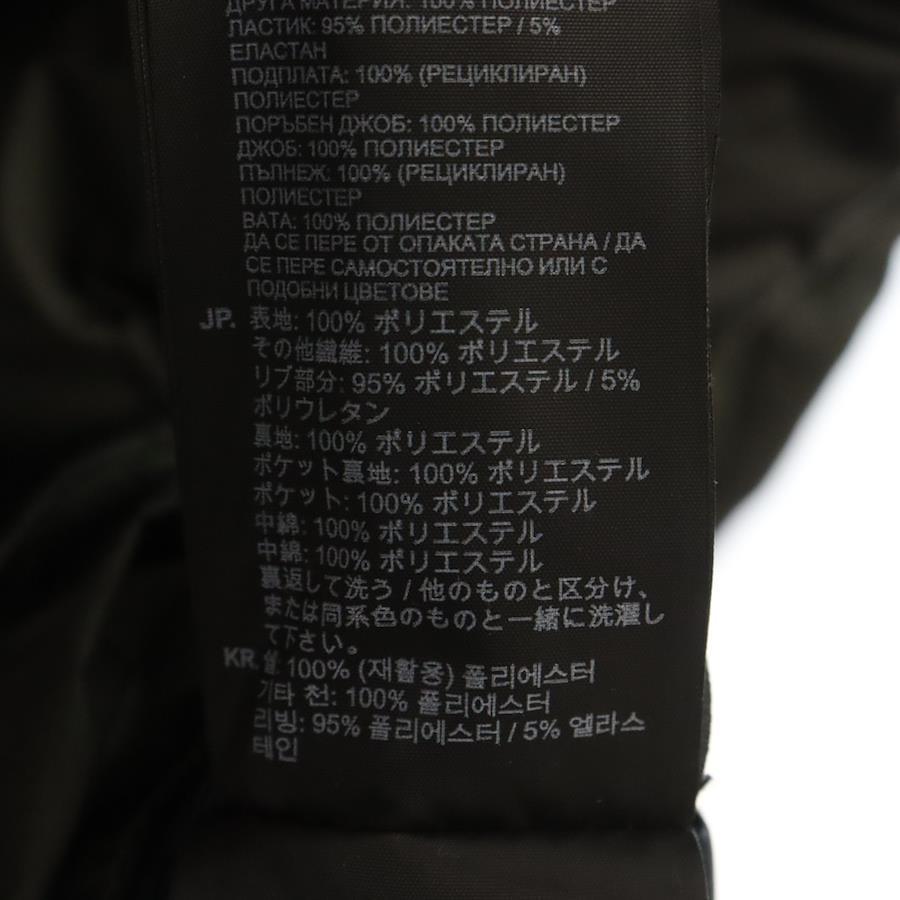 ДРУГА МАТЕРИЯ: 100% ПОЛИЕСТЕР
ЛАСТИК: 95% ПОЛИЕСТЕР / 5%
ЕЛАСТАН
ПОДПЛАТА: 100% (РЕЦИКЛИРАН)
ПОЛИЕСТЕР
ПОРЪБЕН ДЖОБ: 100% ПОЛИЕСТЕР
ДЖОБ: 100% ПОЛИЕСТЕР
ПЪЛНЕЖ: 100% (РЕЦИКЛИРАН)
ПОЛИЕСТЕР
ВАТА: 100% ПОЛИЕСТЕР
ДА СЕ ПЕРЕ ОТ ОПАКАТА СТРАНА / ДА
СЕ ПЕРЕ САМОСТОЯТЕЛНО ИЛИ С
ПОДОБНИ ЦВЕТОВЕ
JP. 表地: 100% ポリエステル
その他繊維: 100% ポリエステル
リブ部分: 95% ポリエステル / 5%
ポリウレタン
裏地: 100% ポリエステル
ポケット裏地: 100% ポリエステル
ポケット: 100% ポリエステル
中綿: 100% ポリエステル
中綿: 100% ポリエステル
裏返して洗う / 他のものと区分け、
または同系色のものと一緒に洗濯し
て下さい。
KR. 쉘: 100% (재활용) 폴리에스터
기타 천: 100% 폴리에스터
리빙: 95% 폴리에스터 / 5% 엘라스
테인